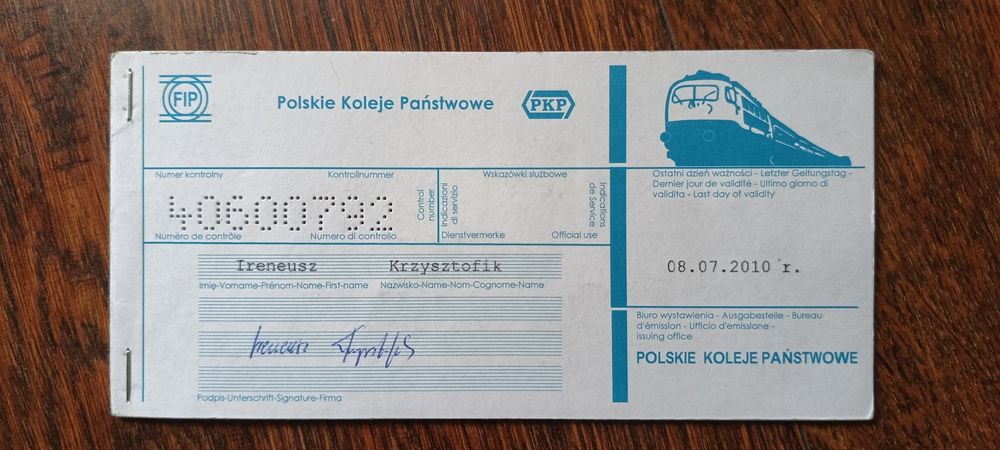 FIP
Polskie Koleje Państwowe
PKP
Numer kontrolny
Kontrollnummer
40600792
Control number
Numéro de contrôle
Numero di controllo
Wskazówki służbowe
Indicazioni di servizio
Indications de Service
Dienstvermerke
Official use
Ostatni dzień ważności - Letzter Geltungstag -
Dernier jour de validité - Ultimo giorno di
validita - Last day of validity
08.07.2010 r.
Ireneusz Krzysztofik
Imię-Vorname-Prénom-Nome-First-name
Nazwisko-Name-Nom-Cognome-Name
Ireneusz Krzysztofik
Podpis-Unterschrift-Signature-Firma
Biuro wystawienia - Ausgabestelle - Bureau
d'émission - Ufficio d'emissione -
issuing office
POLSKIE KOLEJE PAŃSTWOWE